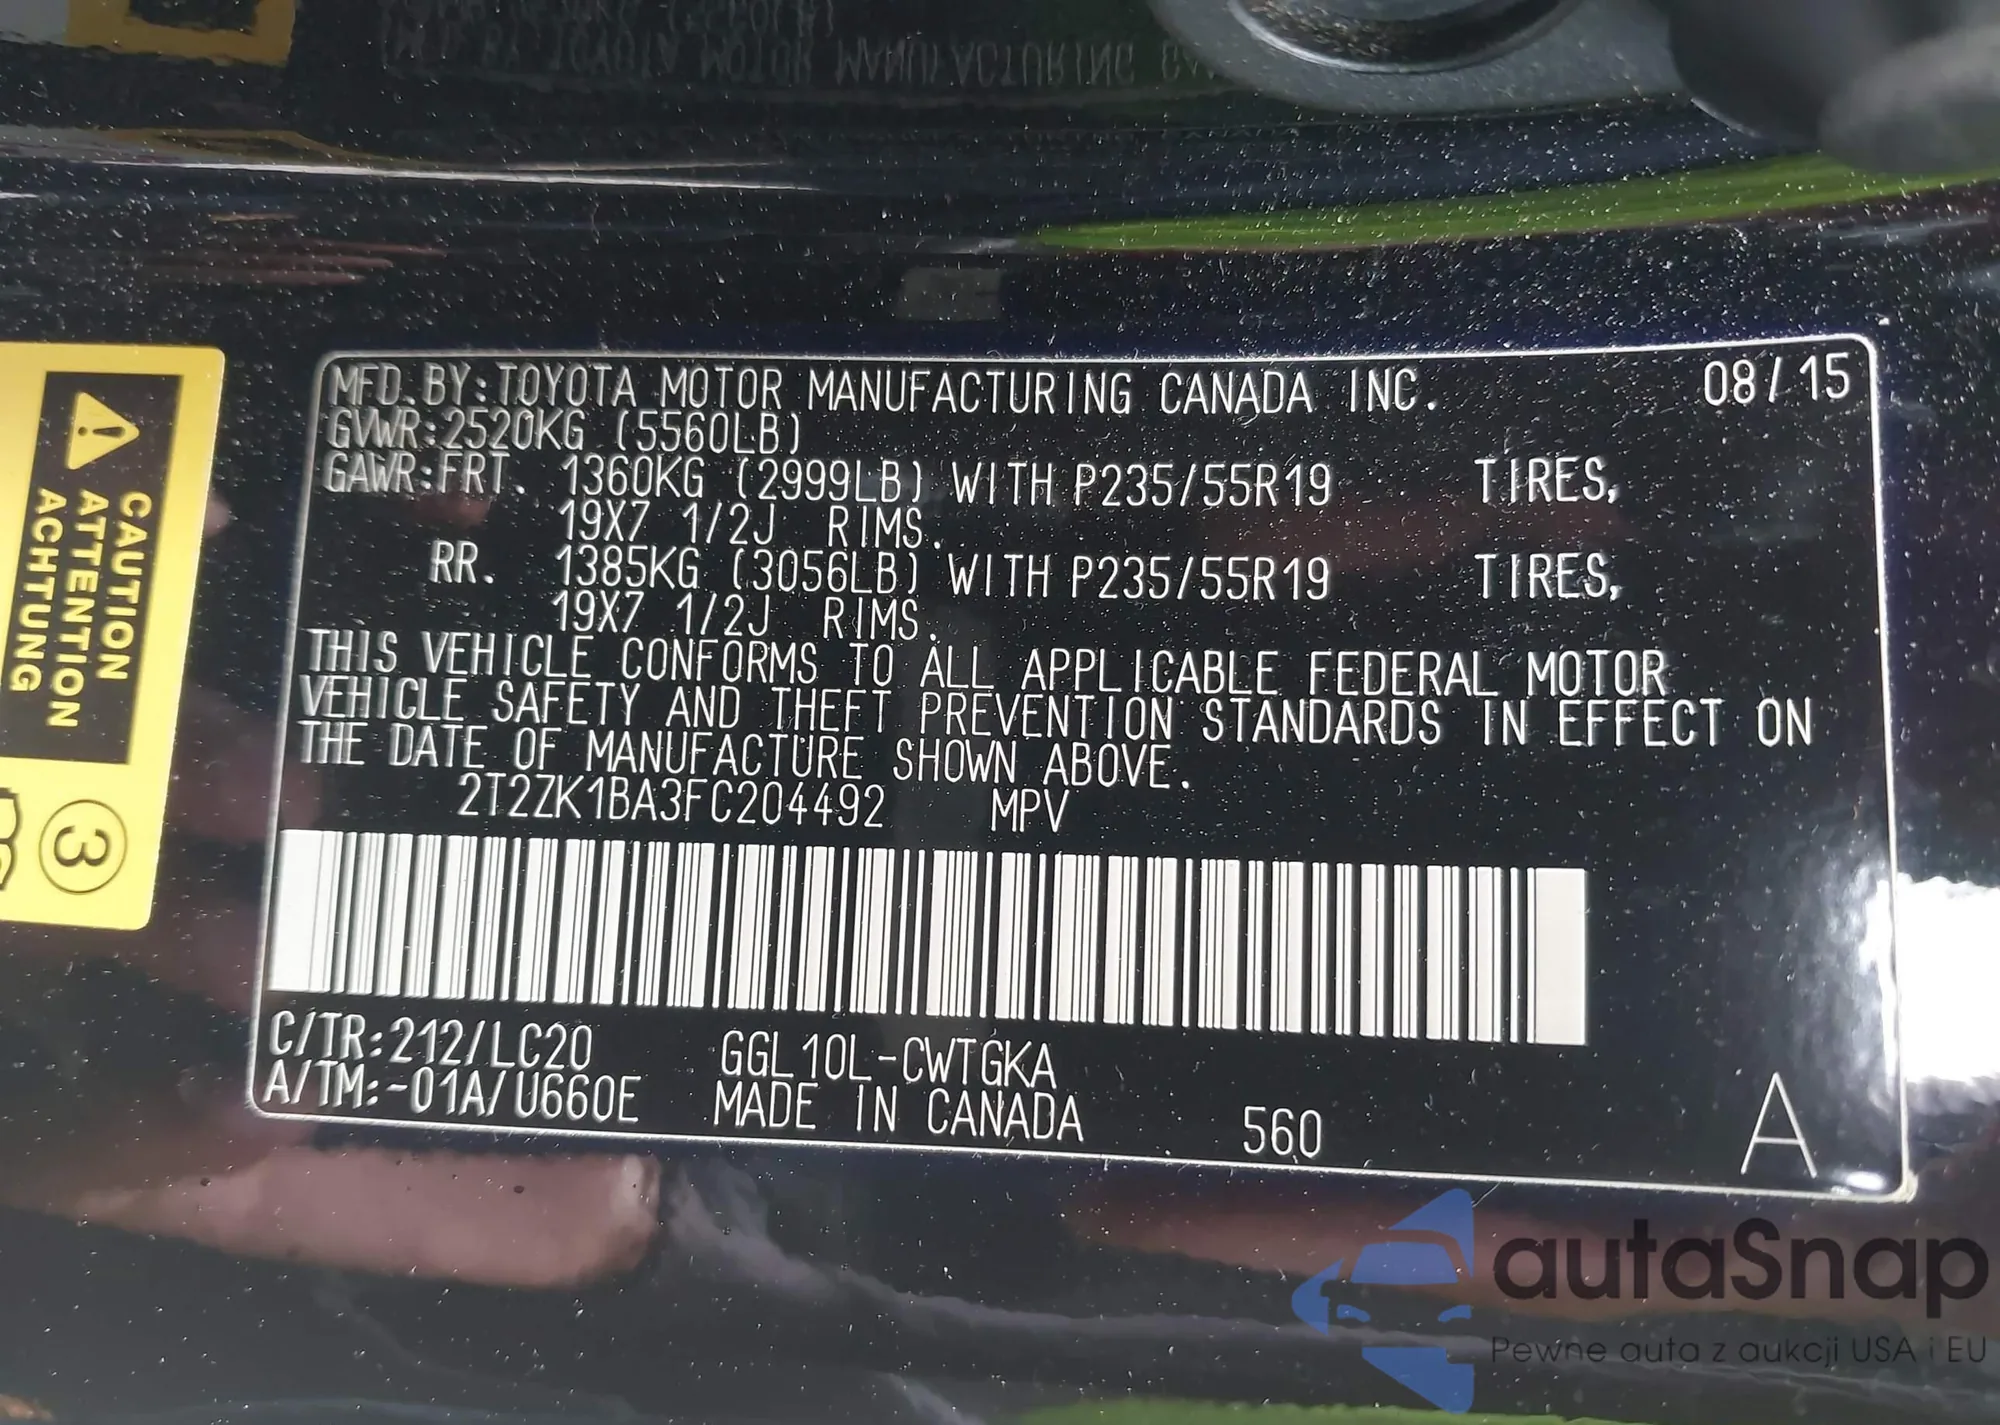 MFD. BY: TOYOTA MOTOR MANUFACTURING CANADA INC. 08/15
GVWR: 2520KG (5560LB)
GAWR: FRT. 1360KG (2999LB) WITH P235/55R19 TIRES,
19X7 1/2J RIMS.
RR. 1385KG (3056LB) WITH P235/55R19 TIRES,
19X7 1/2J RIMS.
THIS VEHICLE CONFORMS TO ALL APPLICABLE FEDERAL MOTOR
VEHICLE SAFETY AND THEFT PREVENTION STANDARDS IN EFFECT ON
THE DATE OF MANUFACTURE SHOWN ABOVE.
2T2ZK1BA3FC204492 MPV
C/TR: 212/LC20 GGL10L-CWTGKA
A/TM: -01A/U660E MADE IN CANADA 560 A
CAUTION
ATTENTION
ACHTUNG
3
autaSnap
Pewne auta z aukcji USA i EU